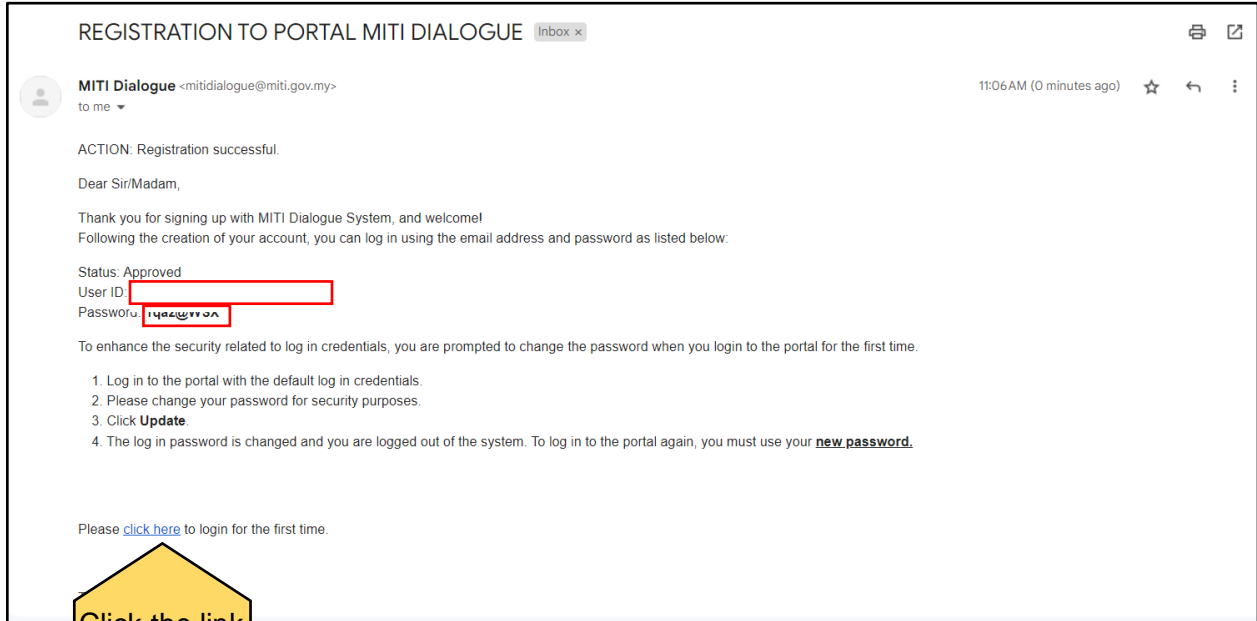 REGISTRATION TO PORTAL MITI DIALOGUE Inbox ×
MITI Dialogue <mitidialogue@miti.gov.my> 11:06 AM (0 minutes ago)
to me
ACTION: Registration successful.
Dear Sir/Madam,
Thank you for signing up with MITI Dialogue System, and welcome!
Following the creation of your account, you can log in using the email address and password as listed below:
Status: Approved
User ID:
Password:
To enhance the security related to log in credentials, you are prompted to change the password when you login to the portal for the first time.
1. Log in to the portal with the default log in credentials.
2. Please change your password for security purposes.
3. Click Update.
4. The log in password is changed and you are logged out of the system. To log in to the portal again, you must use your new password.
Please click here to login for the first time.
Click the link